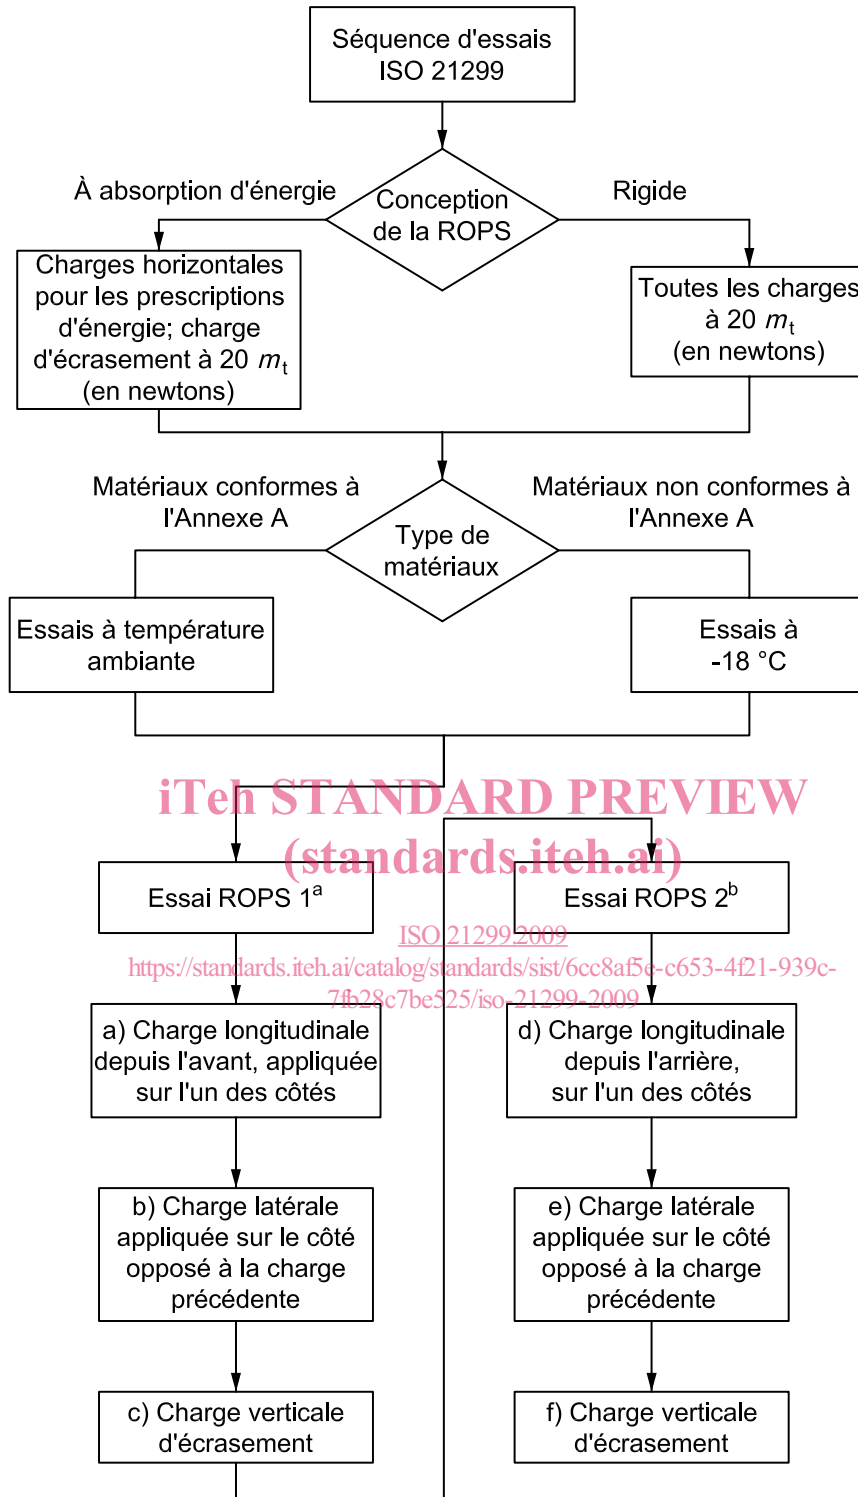 Séquence d'essais
ISO 21299
À absorption d'énergie
Conception
de la ROPS
Rigide
Charges horizontales
pour les prescriptions
d'énergie; charge
d'écrasement à 20 mt
(en newtons)
Toutes les charges
à 20 mt
(en newtons)
Matériaux conformes à
l'Annexe A
Type de
matériaux
Matériaux non conformes à
l'Annexe A
Essais à température
ambiante
Essais à
-18 °C
iTeh STANDARD PREVIEW
(standards.iteh.ai)
Essai ROPS 1a
Essai ROPS 2b
ISO 21299:2009
https://standards.iteh.ai/catalog/standards/sist/6cc8af5e-c653-4f21-939c-
7fb28c7be525/iso-21299-2009
a) Charge longitudinale
depuis l'avant, appliquée
sur l'un des côtés
d) Charge longitudinale
depuis l'arrière,
sur l'un des côtés
b) Charge latérale
appliquée sur le côté
opposé à la charge
précédente
e) Charge latérale
appliquée sur le côté
opposé à la charge
précédente
c) Charge verticale
d'écrasement
f) Charge verticale
d'écrasement